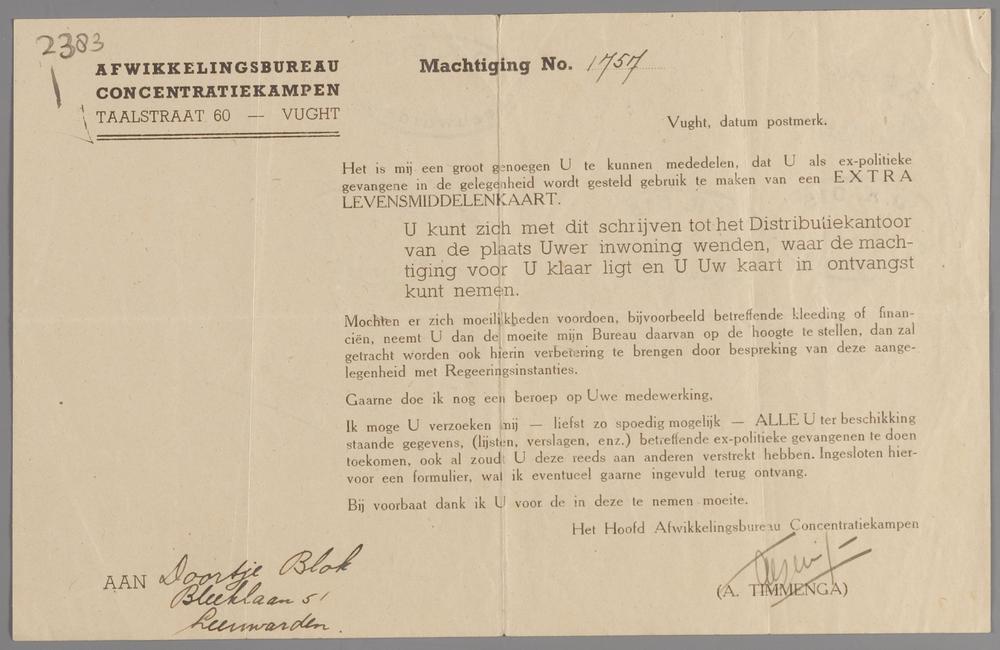 2383
AFWIKKELINGSBUREAU
CONCENTRATIEKAMPEN
TAALSTRAAT 60 — VUGHT
Machtiging No. 1757
Vught, datum postmerk.
Het is mij een groot genoegen U te kunnen mededelen, dat U als ex-politieke
gevangene in de gelegenheid wordt gesteld gebruik te maken van een EXTRA
LEVENSMIDDELENKAART.
U kunt zich met dit schrijven tot het Distributiekantoor
van de plaats Uwer inwoning wenden, waar de mach-
tiging voor U klaar ligt en U Uw kaart in ontvangst
kunt nemen.
Mochten er zich moeilijkheden voordoen, bijvoorbeeld betreffende kleeding of finan-
ciën, neemt U dan de moeite mijn Bureau daarvan op de hoogte te stellen, dan zal
getracht worden ook hierin verbetering te brengen door bespreking van deze aange-
legenheid met Regeeringsinstanties.
Gaarne doe ik nog een beroep op Uwe medewerking,
Ik moge U verzoeken mij — liefst zo spoedig mogelijk — ALLE U ter beschikking
staande gegevens, (lijsten, verslagen, enz.) betreffende ex-politieke gevangenen te doen
toekomen, ook al zoudt U deze reeds aan anderen verstrekt hebben. Ingesloten hier-
voor een formulier, wat ik eventueel gaarne ingevuld terug ontvang.
Bij voorbaat dank ik U voor de in deze te nemen moeite.
Het Hoofd Afwikkelingsbureau Concentratiekampen
(A. TIMMENGA)
AAN Doortje Blok
Bleeklaan 51
Leeuwarden.